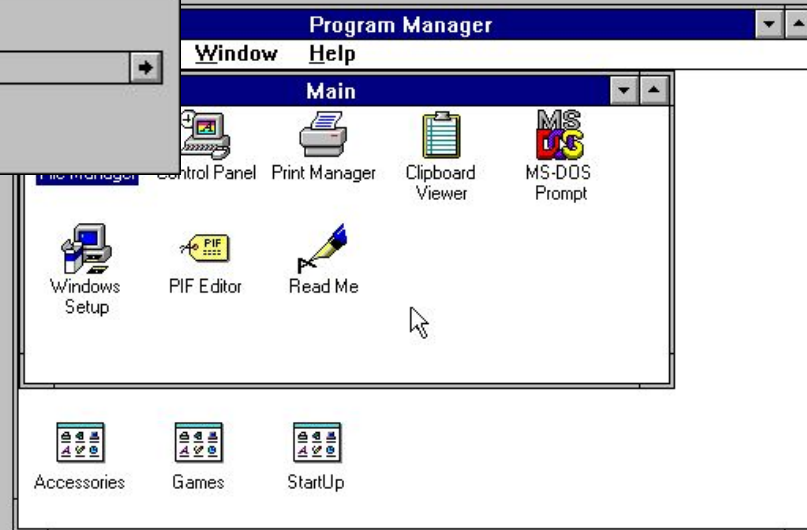 Program Manager
Window Help
Main
Control Panel Print Manager Clipboard Viewer MS-DOS Prompt
MS
DOS
PIF
Windows Setup PIF Editor Read Me
Accessories Games StartUp